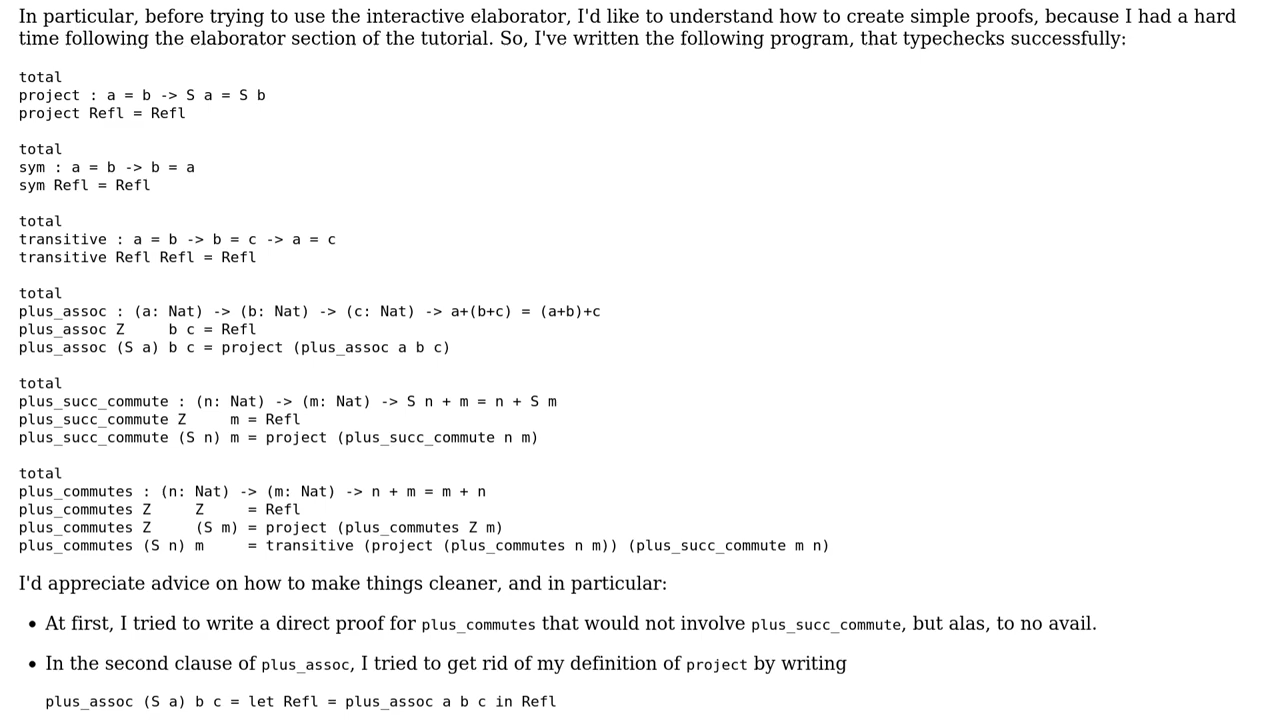 In particular, before trying to use the interactive elaborator, I'd like to understand how to create simple proofs, because I had a hard
time following the elaborator section of the tutorial. So, I've written the following program, that typechecks successfully:
total
project : a = b -> S a = S b
project Refl = Refl
total
sym : a = b -> b = a
sym Refl = Refl
total
transitive : a = b -> b = c -> a = c
transitive Refl Refl = Refl
total
plus_assoc : (a: Nat) -> (b: Nat) -> (c: Nat) -> a+(b+c) = (a+b)+c
plus_assoc Z     b c = Refl
plus_assoc (S a) b c = project (plus_assoc a b c)
total
plus_succ_commute : (n: Nat) -> (m: Nat) -> S n + m = n + S m
plus_succ_commute Z     m = Refl
plus_succ_commute (S n) m = project (plus_succ_commute n m)
total
plus_commutes : (n: Nat) -> (m: Nat) -> n + m = m + n
plus_commutes Z     Z     = Refl
plus_commutes Z     (S m) = project (plus_commutes Z m)
plus_commutes (S n) m     = transitive (project (plus_commutes n m)) (plus_succ_commute m n)
I'd appreciate advice on how to make things cleaner, and in particular:
• At first, I tried to write a direct proof for plus_commutes that would not involve plus_succ_commute, but alas, to no avail.
• In the second clause of plus_assoc, I tried to get rid of my definition of project by writing
plus_assoc (S a) b c = let Refl = plus_assoc a b c in Refl